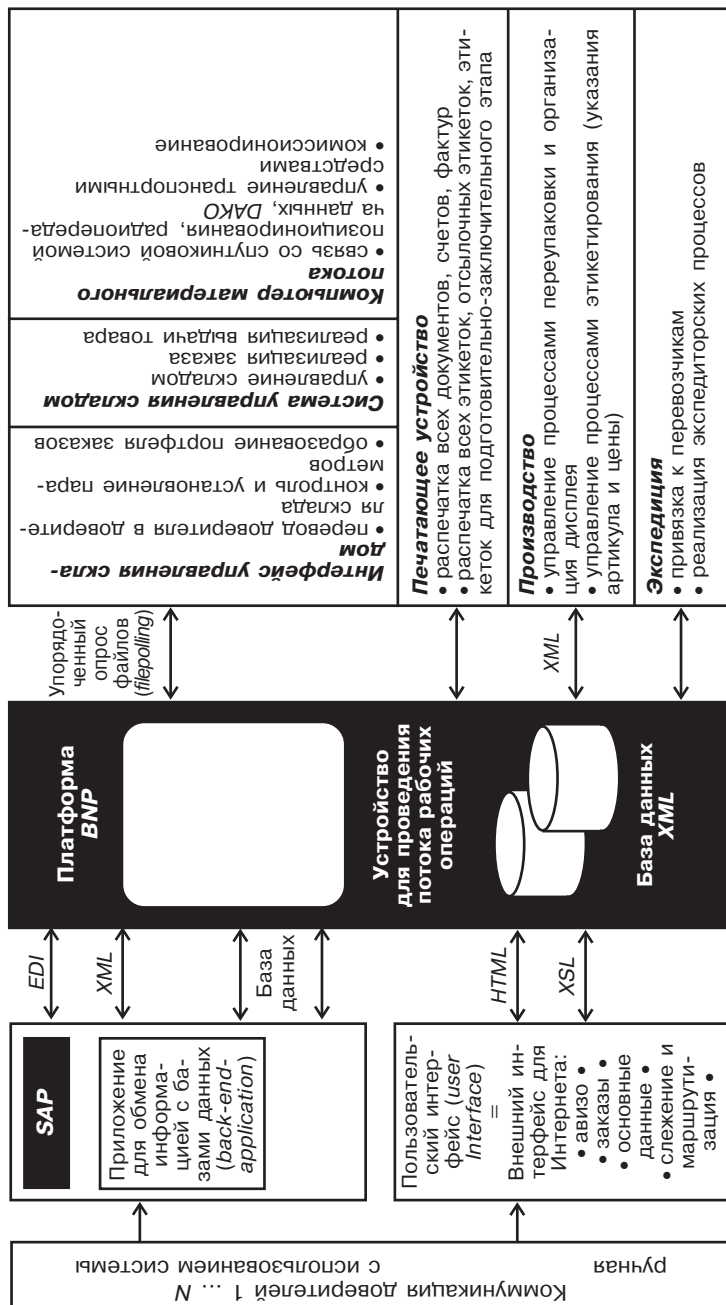 Коммуникация доверителей 1 ... N
с использованием системы
ручная
SAP
Приложение
для обмена
информа-
цией с ба-
зами данных
(back-end-
application)
Пользователь-
ский интер-
фейс (user
Interface)
=
Внешний ин-
терфейс для
Интернета:
• авизо •
• заказы •
• основные
данные •
• слежение и
маршрути-
зация •
EDI
XML
База
данных
HTML
XSL
Платформа
BNP
Устройство
для проведения
потока рабочих
операций
База данных
XML
Упорядо-
ченный
опрос
файлов
(filepolling)
XML
Интерфейс управления скла-
дом
• перевод доверителя в доверите-
ля склада
• контроль и установление пара-
метров
• образование портфеля заказов
Система управления складом
• управление складом
• реализация заказа
• реализация выдачи товара
Компьютер материального
потока
• связь со спутниковой системой
позиционирования, радиопереда-
ча данных, DAKO
• управление транспортными
средствами
• комиссионирование
Печатающее устройство
• распечатка всех документов, счетов, фактур
• распечатка всех этикеток, отсылочных этикеток, эти-
кеток для подготовительно-заключительного этапа
Производство
• управление процессами переупаковки и организа-
ция дисплея
• управление процессами этикетирования (указания
артикула и цены)
Экспедиция
• привязка к перевозчикам
• реализация экспедиторских процессов